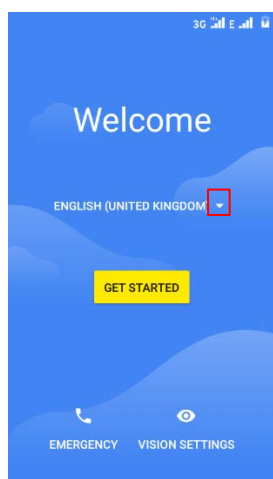 3G E
Welcome
ENGLISH (UNITED KINGDOM)
GET STARTED
EMERGENCY VISION SETTINGS